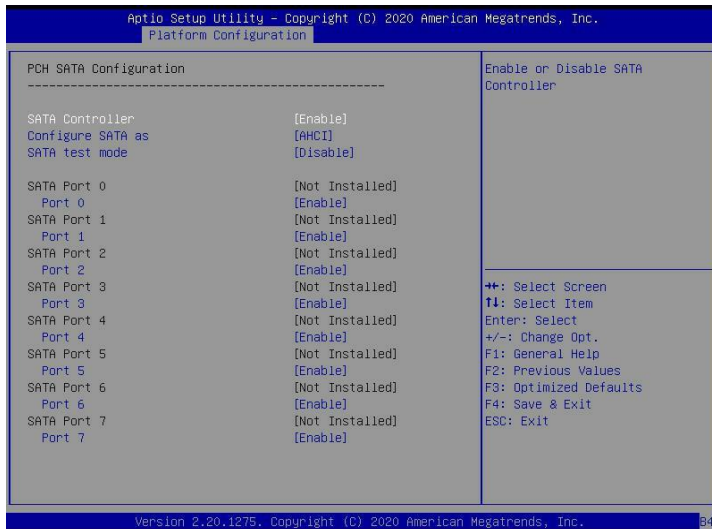 Aptio Setup Utility – Copyright (C) 2020 American Megatrends, Inc.
Platform Configuration
PCH SATA Configuration
--------------------------------------------------
SATA Controller [Enable]
Configure SATA as [AHCI]
SATA test mode [Disable]
SATA Port 0 [Not Installed]
Port 0 [Enable]
SATA Port 1 [Not Installed]
Port 1 [Enable]
SATA Port 2 [Not Installed]
Port 2 [Enable]
SATA Port 3 [Not Installed]
Port 3 [Enable]
SATA Port 4 [Not Installed]
Port 4 [Enable]
SATA Port 5 [Not Installed]
Port 5 [Enable]
SATA Port 6 [Not Installed]
Port 6 [Enable]
SATA Port 7 [Not Installed]
Port 7 [Enable]
Enable or Disable SATA
Controller
→←: Select Screen
↑↓: Select Item
Enter: Select
+/-: Change Opt.
F1: General Help
F2: Previous Values
F3: Optimized Defaults
F4: Save & Exit
ESC: Exit
Version 2.20.1275. Copyright (C) 2020 American Megatrends, Inc.
B4